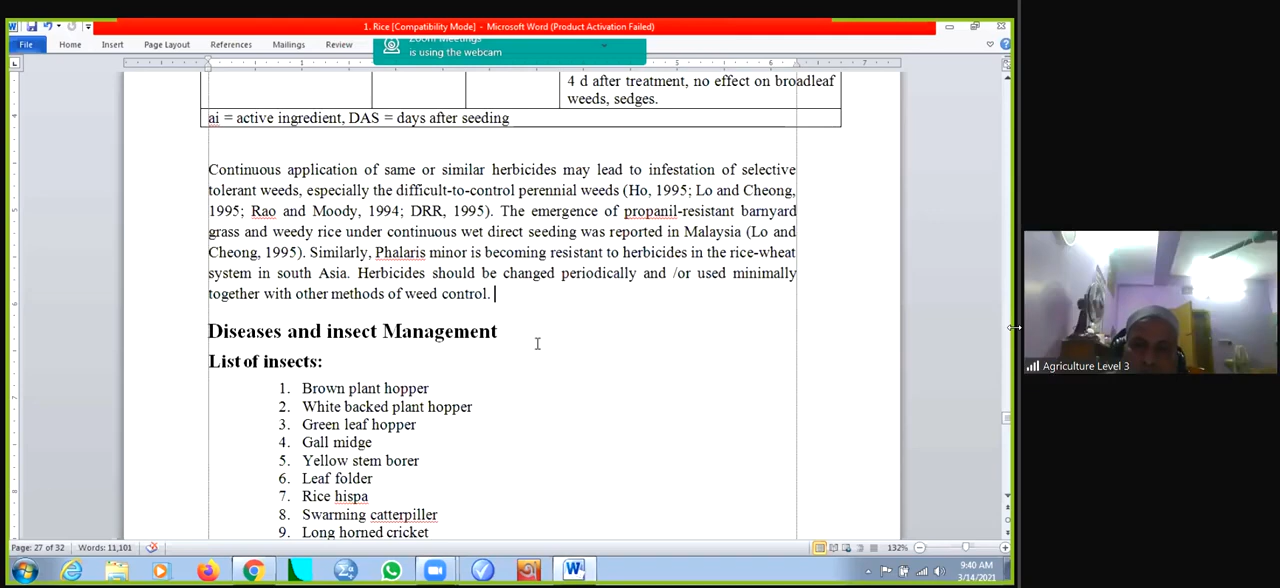 1. Rice [Compatibility Mode] - Microsoft Word (Product Activation Failed)
File Home Insert Page Layout References Mailings Review
Zoom Meetings
is using the webcam
4 d after treatment, no effect on broadleaf
weeds, sedges.
ai = active ingredient, DAS = days after seeding
Continuous application of same or similar herbicides may lead to infestation of selective
tolerant weeds, especially the difficult-to-control perennial weeds (Ho, 1995; Lo and Cheong,
1995; Rao and Moody, 1994; DRR, 1995). The emergence of propanil-resistant barnyard
grass and weedy rice under continuous wet direct seeding was reported in Malaysia (Lo and
Cheong, 1995). Similarly, Phalaris minor is becoming resistant to herbicides in the rice-wheat
system in south Asia. Herbicides should be changed periodically and /or used minimally
together with other methods of weed control.
Diseases and insect Management
List of insects:
1. Brown plant hopper
2. White backed plant hopper
3. Green leaf hopper
4. Gall midge
5. Yellow stem borer
6. Leaf folder
7. Rice hispa
8. Swarming catterpiller
9. Long horned cricket
Agriculture Level 3
Page: 27 of 32 Words: 11,101 132%
9:40 AM
3/14/2021